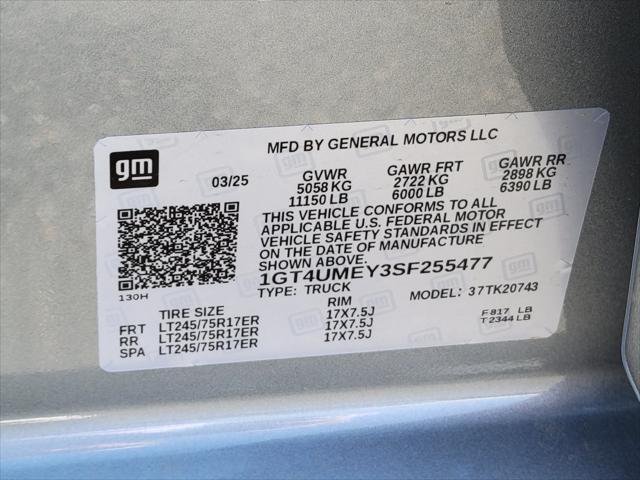 MFD BY GENERAL MOTORS LLC
gm
03/25
GVWR GAWR FRT GAWR RR
5058 KG 2722 KG 2898 KG
11150 LB 6000 LB 6390 LB
THIS VEHICLE CONFORMS TO ALL
APPLICABLE U.S. FEDERAL MOTOR
VEHICLE SAFETY STANDARDS IN EFFECT
ON THE DATE OF MANUFACTURE
SHOWN ABOVE.
1GT4UMEY3SF255477
130H
TYPE: TRUCK MODEL: 37TK20743
TIRE SIZE RIM
FRT LT245/75R17ER 17X7.5J F 817 LB
RR LT245/75R17ER 17X7.5J T 2344 LB
SPA LT245/75R17ER 17X7.5J